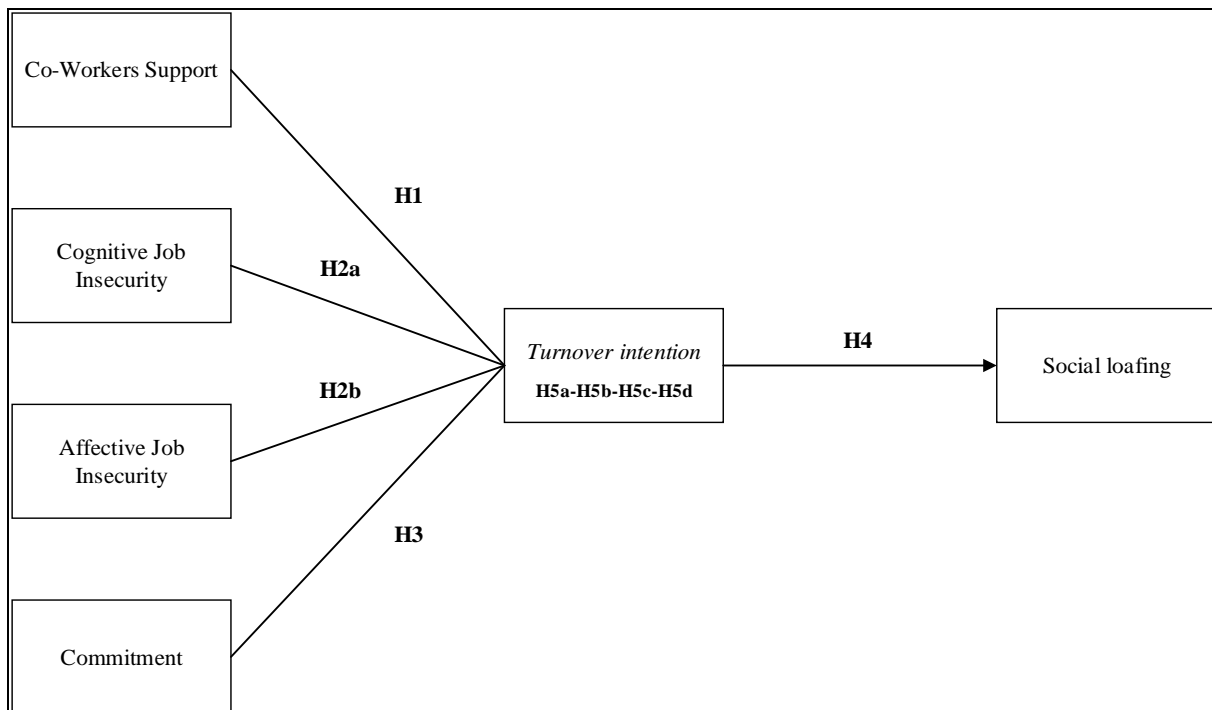 Co-Workers Support
H1
Cognitive Job
Insecurity
H2a
Turnover intention
H5a-H5b-H5c-H5d
H4
Social loafing
H2b
Affective Job
Insecurity
H3
Commitment